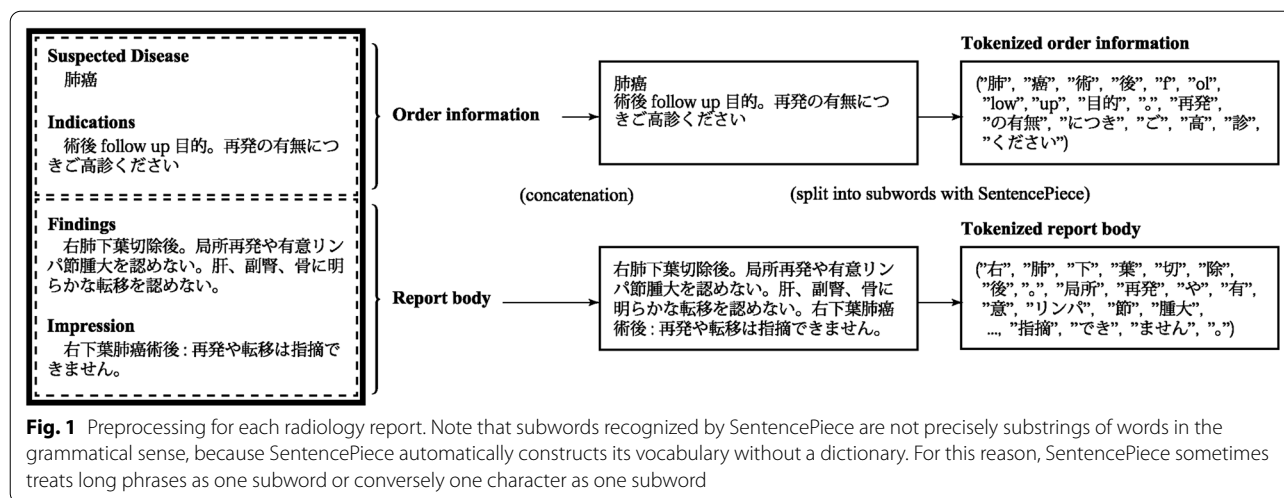 Suspected Disease
肺癌
Indications
術後 follow up 目的。再発の有無につ
きご高診ください
Findings
右肺下葉切除後。局所再発や有意リン
パ節腫大を認めない。肝、副腎、骨に明
らかな転移を認めない。
Impression
右下葉肺癌術後 : 再発や転移は指摘で
きません。
Order information
Report body
肺癌
術後 follow up 目的。再発の有無につ
きご高診ください
(concatenation)
右肺下葉切除後。局所再発や有意リン
パ節腫大を認めない。肝、副腎、骨に
明らかな転移を認めない。右下葉肺癌
術後 : 再発や転移は指摘できません。
(split into subwords with SentencePiece)
Tokenized order information
(”肺”, ”癌”, ”術”, ”後”, ”f”, ”ol”,
”low”, ”up”, ”目的”, ”。”, ”再発”,
”の有無”, ”につき”, ”ご”, ”高”, ”診”,
”ください”)
Tokenized report body
(”右”, ”肺”, ”下”, ”葉”, ”切”, ”除”,
”後”, ”。”, ”局所”, ”再発”, ”や”, ”有”,
”意”, ”リンパ”, ”節”, ”腫大”
..., ”指摘”, ”でき”, ”ません”, ”。”)
Fig. 1 Preprocessing for each radiology report. Note that subwords recognized by SentencePiece are not precisely substrings of words in the
grammatical sense, because SentencePiece automatically constructs its vocabulary without a dictionary. For this reason, SentencePiece sometimes
treats long phrases as one subword or conversely one character as one subword